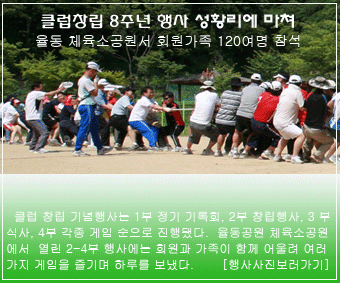 클럽창립 8주년 행사 성황리에 마쳐
율동 체육소공원서 회원가족 120여명 참석
클럽 창립 기념행사는 1부 정기 기록회, 2부 창립행사, 3 부
식사, 4부 각종 게임 순으로 진행됐다. 율동공원 체육소공원
에서 열린 2-4부 행사에는 회원과 가족이 함께 어울려 여러
가지 게임을 즐기며 하루를 보냈다. [행사사진보러가기]